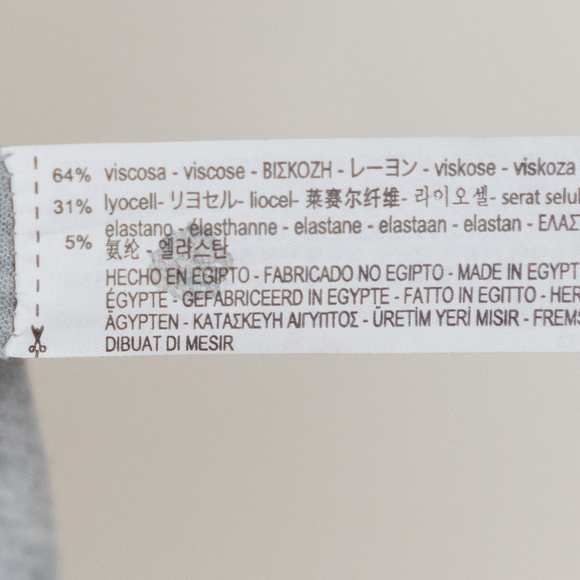 64% viscosa - viscose - ΒΙΣΚΟΖΗ - レーヨン - viskose - viskoza
31% lyocell- リヨセル- liocel- 莱赛尔纤维- 라이오셀- serat selul
elastano - élasthanne - elastane - elastaan - elastan - ΕΛΑΣ
5% 氨纶 - 엘라스탄
HECHO EN EGIPTO - FABRICADO NO EGIPTO - MADE IN EGYPT
ÉGYPTE - GEFABRICEERD IN EGYPTE - FATTO IN EGITTO - HER
ÄGYPTEN - ΚΑΤΑΣΚΕΥΗ ΑΙΓΥΠΤΟΣ - ÜRETİM YERİ MISIR - FREMS
DIBUAT DI MESIR